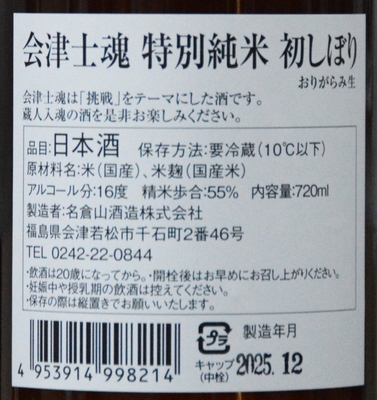 会津士魂 特別純米 初しぼり
おりがらみ生
会津士魂は「挑戦」をテーマにした酒です。
蔵人入魂の酒を是非お楽しみください。
品目:日本酒 保存方法:要冷蔵(10℃以下)
原材料名:米(国産)、米麹(国産米)
アルコール分:16度 精米歩合:55% 内容量:720ml
製造者:名倉山酒造株式会社
福島県会津若松市千石町2番46号
TEL 0242-22-0844
・飲酒は20歳になってから。・開栓後はお早めにお召し上がりください。
・妊娠中や授乳期の飲酒は控えてください。
・保存の際は縦置きでお願いいたします。
プラ
キャップ
(中栓)
製造年月
2025.12
4 953914 998214